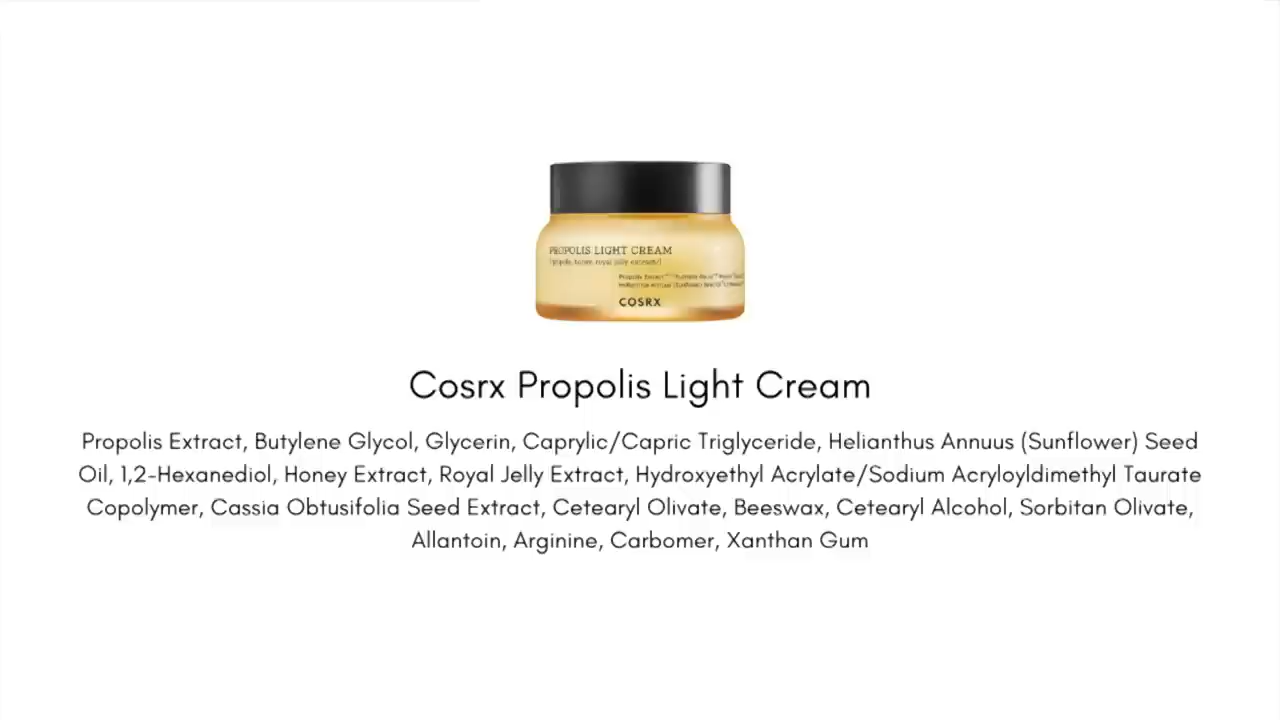 PROPOLIS LIGHT CREAM
COSRX
Cosrx Propolis Light Cream
Propolis Extract, Butylene Glycol, Glycerin, Caprylic/Capric Triglyceride, Helianthus Annuus (Sunflower) Seed
Oil, 1,2-Hexanediol, Honey Extract, Royal Jelly Extract, Hydroxyethyl Acrylate/Sodium Acryloyldimethyl Taurate
Copolymer, Cassia Obtusifolia Seed Extract, Cetearyl Olivate, Beeswax, Cetearyl Alcohol, Sorbitan Olivate,
Allantoin, Arginine, Carbomer, Xanthan Gum